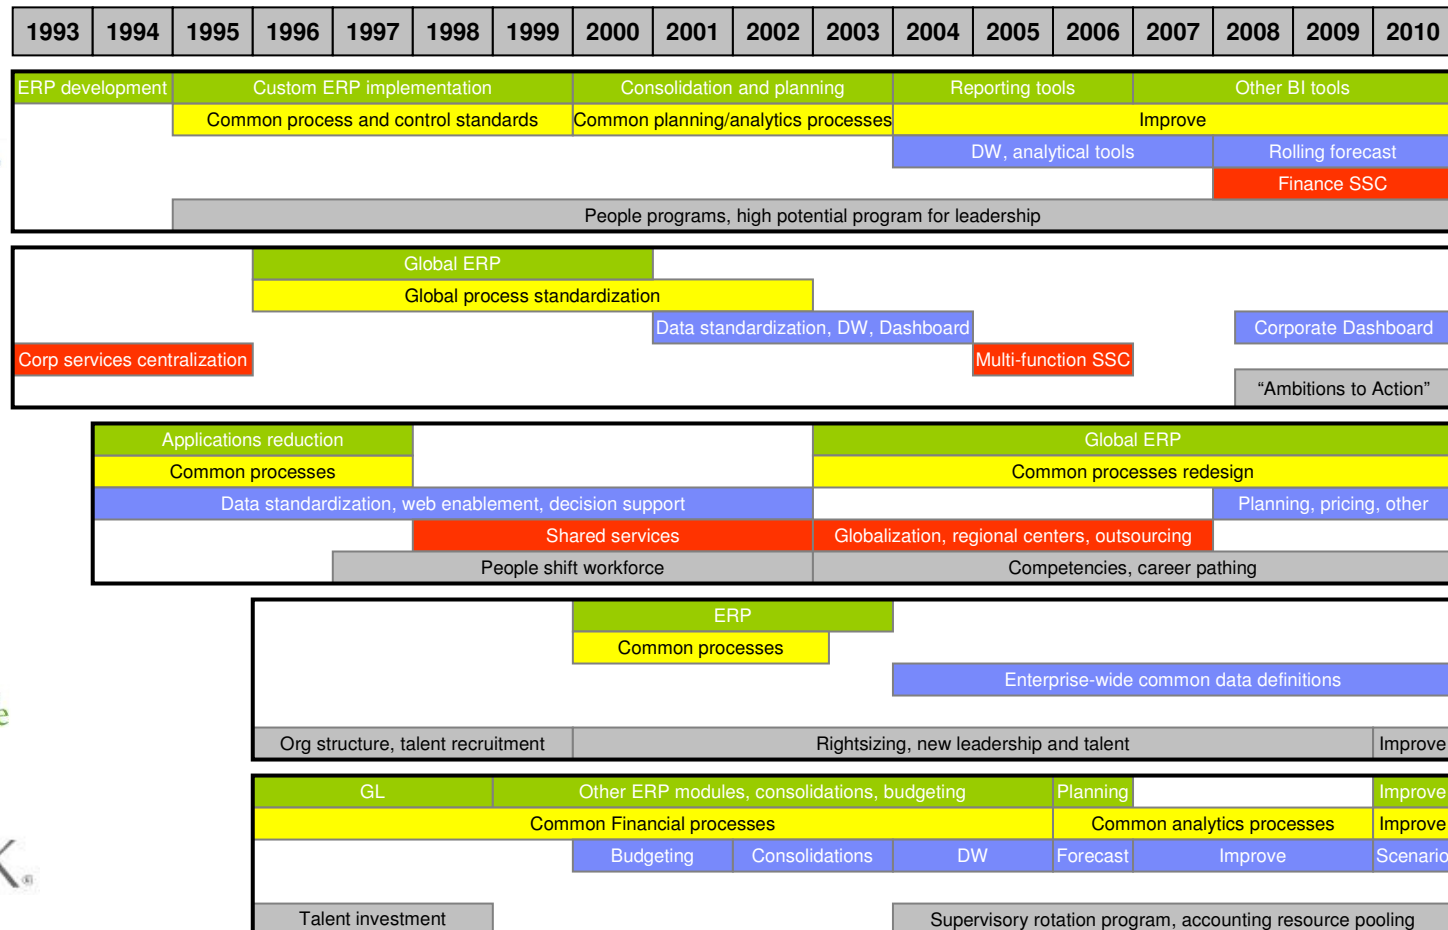 1993 1994 1995 1996 1997 1998 1999 2000 2001 2002 2003 2004 2005 2006 2007 2008 2009 2010
ERP development Custom ERP implementation Consolidation and planning Reporting tools Other BI tools
Common process and control standards Common planning/analytics processes Improve
DW, analytical tools Rolling forecast
Finance SSC
People programs, high potential program for leadership
Global ERP
Global process standardization
Data standardization, DW, Dashboard Corporate Dashboard
Corp services centralization Multi-function SSC
“Ambitions to Action”
Applications reduction Global ERP
Common processes Common processes redesign
Data standardization, web enablement, decision support Planning, pricing, other
Shared services Globalization, regional centers, outsourcing
People shift workforce Competencies, career pathing
ERP
Common processes
Enterprise-wide common data definitions
e
Org structure, talent recruitment Rightsizing, new leadership and talent Improve
GL Other ERP modules, consolidations, budgeting Planning Improve
Common Financial processes Common analytics processes Improve
Budgeting Consolidations DW Forecast Improve Scenario
K®
Talent investment Supervisory rotation program, accounting resource pooling